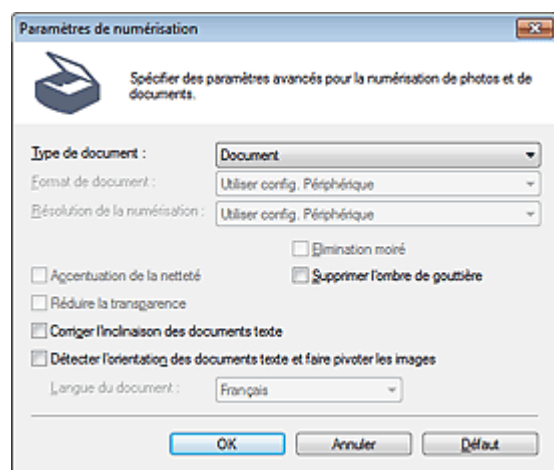 Paramètres de numérisation
Spécifier des paramètres avancés pour la numérisation de photos et de
documents.
Type de document : Document
Format de document : Utiliser config. Périphérique
Résolution de la numérisation : Utiliser config. Périphérique
Elimination moiré
Accentuation de la netteté Supprimer l'ombre de gouttière
Réduire la transparence
Corriger l'inclinaison des documents texte
Détecter l'orientation des documents texte et faire pivoter les images
Langue du document : Français
OK Annuler Défaut